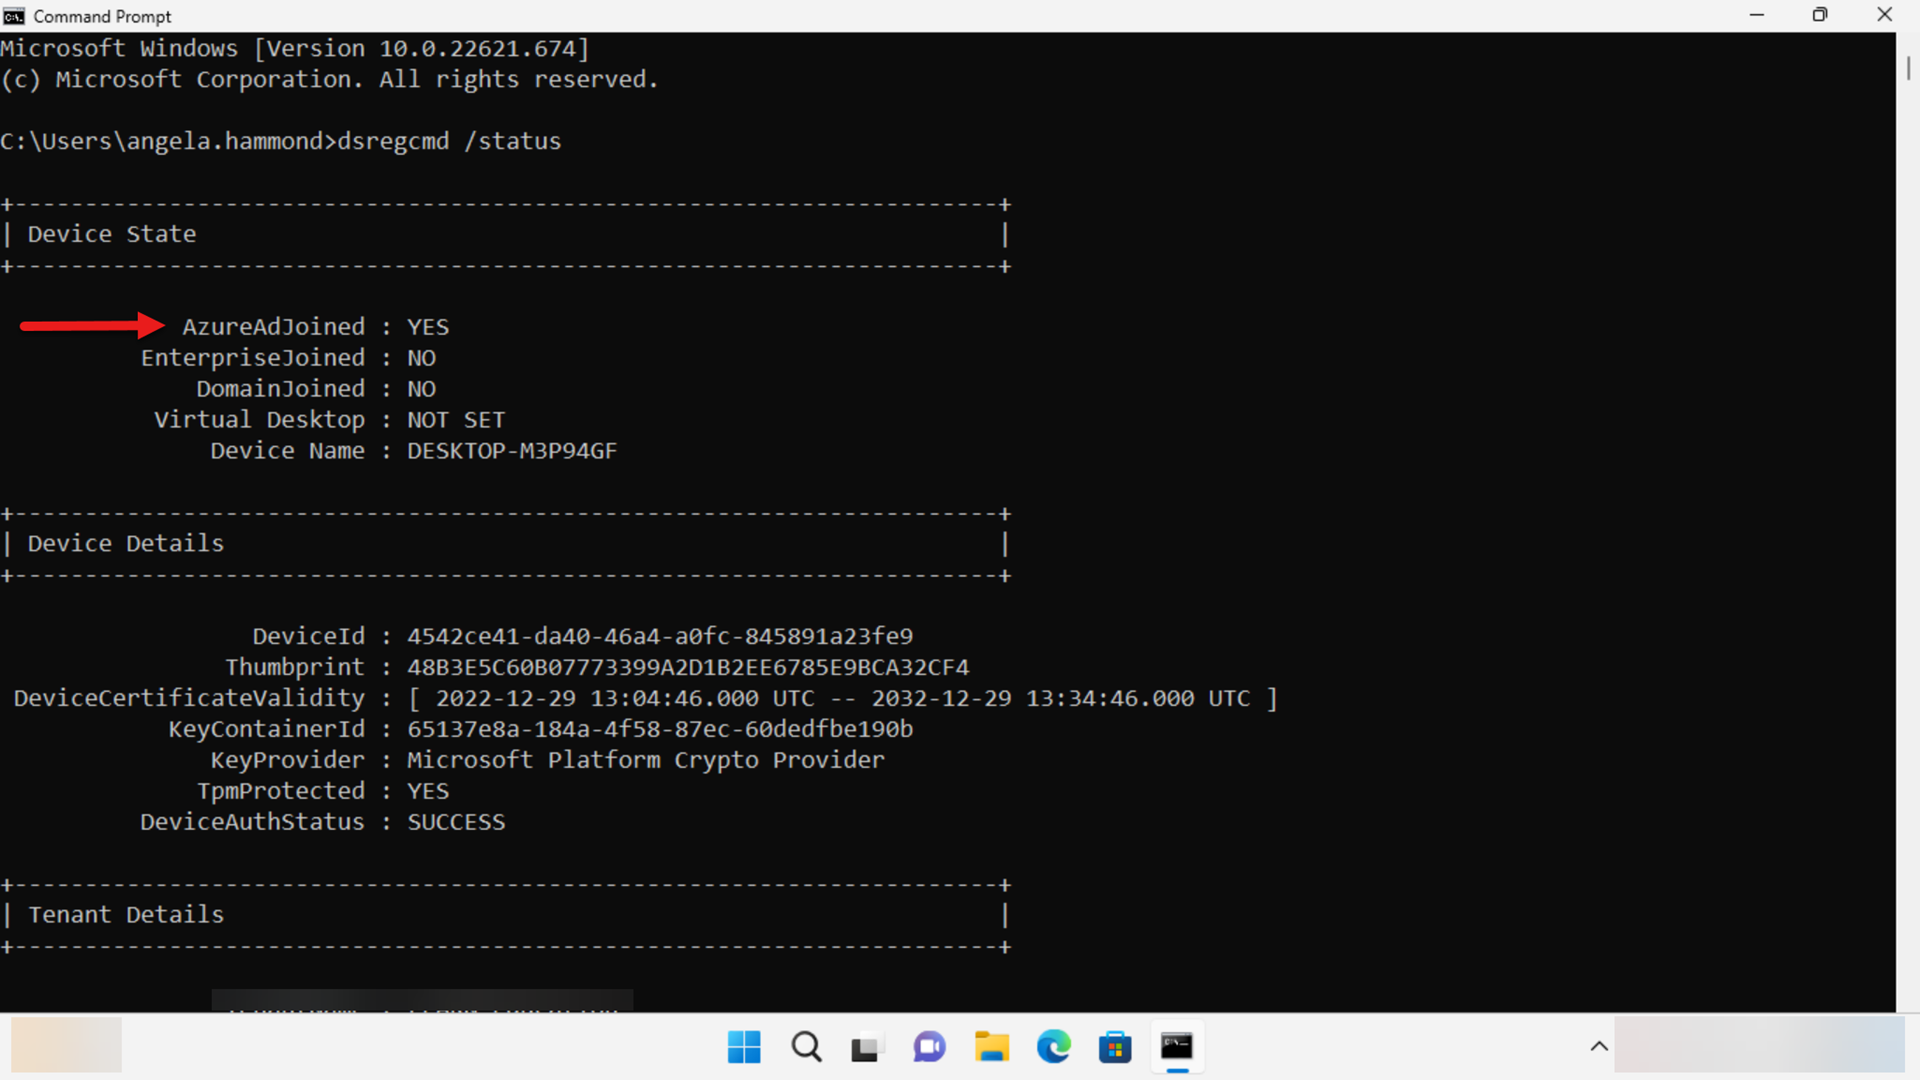 Command Prompt
Microsoft Windows [Version 10.0.22621.674]
(c) Microsoft Corporation. All rights reserved.
C:\Users\angela.hammond>dsregcmd /status
+----------------------------------------------------------------------+
| Device State                                                         |
+----------------------------------------------------------------------+
AzureAdJoined : YES
EnterpriseJoined : NO
DomainJoined : NO
Virtual Desktop : NOT SET
Device Name : DESKTOP-M3P94GF
+----------------------------------------------------------------------+
| Device Details                                                       |
+----------------------------------------------------------------------+
DeviceId : 4542ce41-da40-46a4-a0fc-845891a23fe9
Thumbprint : 48B3E5C60B07773399A2D1B2EE6785E9BCA32CF4
DeviceCertificateValidity : [ 2022-12-29 13:04:46.000 UTC -- 2032-12-29 13:34:46.000 UTC ]
KeyContainerId : 65137e8a-184a-4f58-87ec-60dedfbe190b
KeyProvider : Microsoft Platform Crypto Provider
TpmProtected : YES
DeviceAuthStatus : SUCCESS
+----------------------------------------------------------------------+
| Tenant Details                                                       |
+----------------------------------------------------------------------+